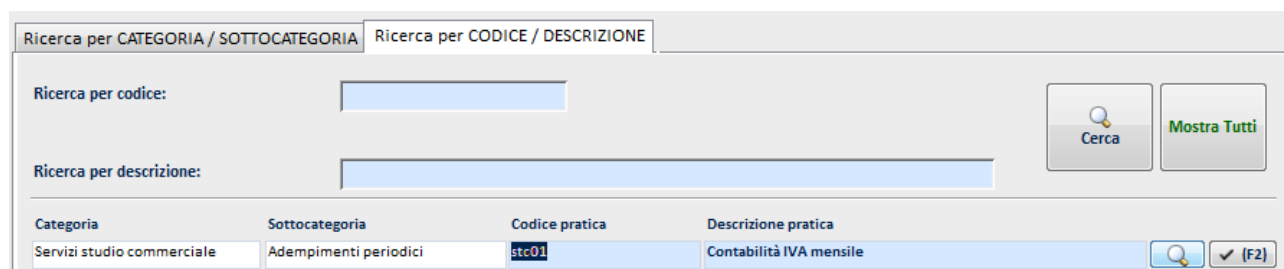 Ricerca per CATEGORIA / SOTTOCATEGORIA Ricerca per CODICE / DESCRIZIONE
Ricerca per codice:
Cerca
Mostra Tutti
Ricerca per descrizione:
Categoria Sottocategoria Codice pratica Descrizione pratica
Servizi studio commerciale Adempimenti periodici stc01 Contabilità IVA mensile (F2)